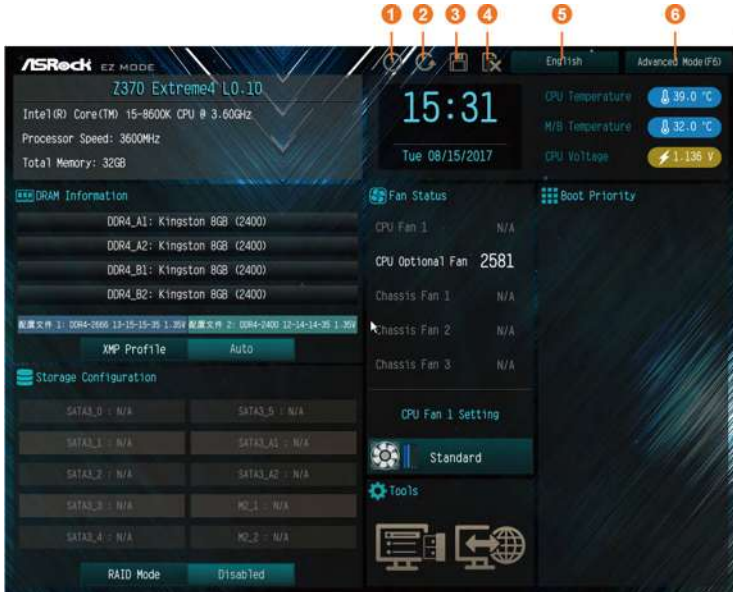 1 2 3 4 5 6
ASRock EZ MODE
English
Advanced Mode(F6)
Z370 Extreme4 L0.10
Intel(R) Core(TM) i5-8600K CPU @ 3.60GHz
Processor Speed: 3600MHz
Total Memory: 32GB
15:31
Tue 08/15/2017
CPU Temperature 39.0 °C
M/B Temperature 32.0 °C
CPU Voltage 1.136 V
DRAM Information
DDR4_A1: Kingston 8GB (2400)
DDR4_A2: Kingston 8GB (2400)
DDR4_B1: Kingston 8GB (2400)
DDR4_B2: Kingston 8GB (2400)
配置文件 1: DDR4-2666 13-15-15-35 1.35V 配置文件 2: DDR4-2400 12-14-14-35 1.35V
XMP Profile Auto
Storage Configuration
SATA3_0 : N/A SATA3_5 : N/A
SATA3_1 : N/A SATA3_A1 : N/A
SATA3_2 : N/A SATA3_A2 : N/A
SATA3_3 : N/A M2_1 : N/A
SATA3_4 : N/A M2_2 : N/A
RAID Mode Disabled
Fan Status
CPU Fan 1 N/A
CPU Optional Fan 2581
Chassis Fan 1 N/A
Chassis Fan 2 N/A
Chassis Fan 3 N/A
CPU Fan 1 Setting
Standard
Tools
Boot Priority